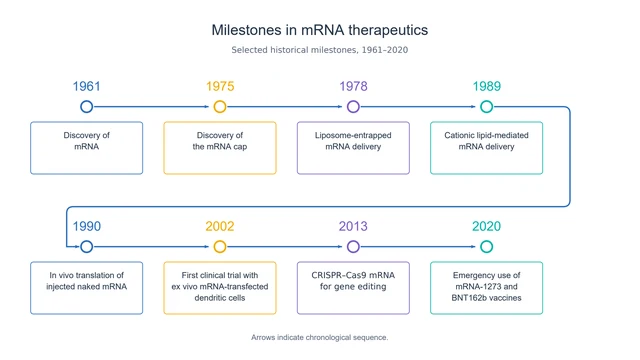 Milestones in mRNA therapeutics
Selected historical milestones, 1961–2020
1961
1975
1978
1989
Discovery of
mRNA
Discovery of
the mRNA cap
Liposome-entrapped
mRNA delivery
Cationic lipid-mediated
mRNA delivery
1990
2002
2013
2020
In vivo translation of
injected naked mRNA
First clinical trial with
ex vivo mRNA-transfected
dendritic cells
CRISPR–Cas9 mRNA
for gene editing
Emergency use of
mRNA-1273 and
BNT162b vaccines
Arrows indicate chronological sequence.